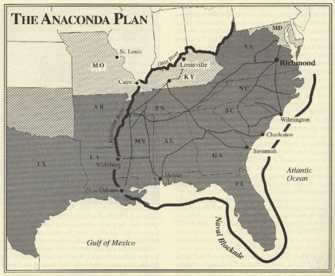 THE ANACONDA PLAN
MD
St. Louis
Ohio River
Louisville
VA
Richmond
MO
Cairo
KY
NC
Wilmington
AR
TN
SC
Charleston
MS
AL
GA
Savannah
TX
LA
Vicksburg
Atlantic
Ocean
Mobile
New Orleans
FL
Naval Blockade
Gulf of Mexico